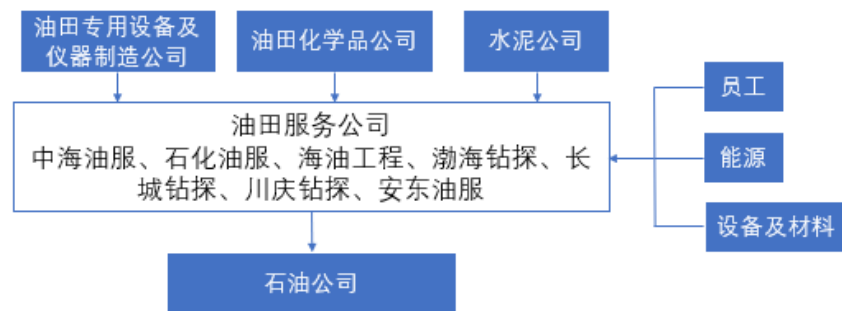 油田专用设备及
仪器制造公司
油田化学品公司
水泥公司
员工
能源
设备及材料
油田服务公司
中海油服、石化油服、海油工程、渤海钻探、长
城钻探、川庆钻探、安东油服
石油公司